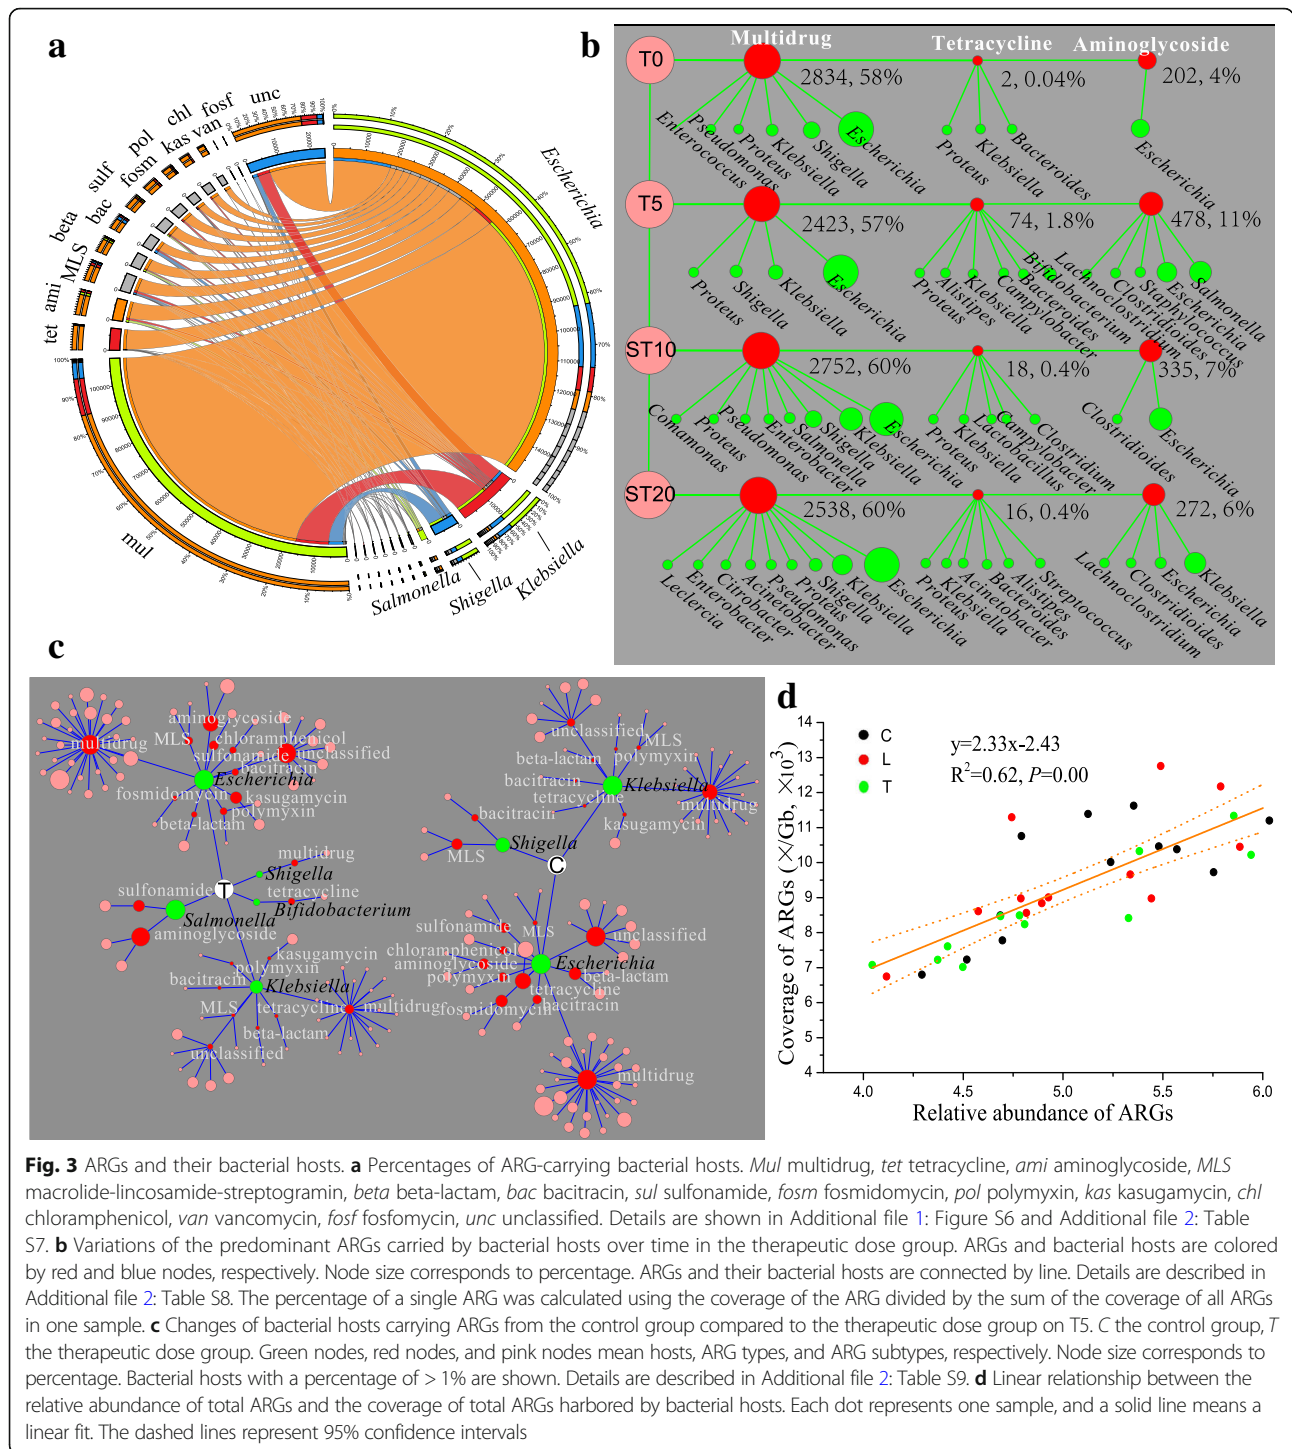 a
unc
fosf
chl
van
pol
kas
fosm
sulf
bac
beta
MLS
ami
tet
mul
Escherichia
Klebsiella
Shigella
Salmonella
b
Multidrug
Tetracycline
Aminoglycoside
T0
2834, 58%
2, 0.04%
202, 4%
Enterococcus
Pseudomonas
Proteus
Klebsiella
Shigella
Escherichia
Proteus
Klebsiella
Bacteroides
Escherichia
T5
2423, 57%
74, 1.8%
478, 11%
Proteus
Shigella
Klebsiella
Escherichia
Proteus
Alistipes
Klebsiella
Campylobacter
Bacteroides
Bifidobacterium
Lachnoclostridium
Clostridioides
Staphylococcus
Escherichia
Salmonella
ST10
2752, 60%
18, 0.4%
335, 7%
Comamonas
Proteus
Pseudomonas
Enterobacter
Salmonella
Shigella
Klebsiella
Escherichia
Proteus
Klebsiella
Lactobacillus
Campylobacter
Clostridium
Clostridioides
Escherichia
ST20
2538, 60%
16, 0.4%
272, 6%
Leclercia
Enterobacter
Citrobacter
Acinetobacter
Pseudomonas
Proteus
Shigella
Klebsiella
Escherichia
Proteus
Klebsiella
Acinetobacter
Bacteroides
Alistipes
Streptococcus
Lachnoclostridium
Clostridioides
Escherichia
Klebsiella
c
multidrug
aminoglycoside
MLS
chloramphenicol
sulfonamide
unclassified
bacitracin
Escherichia
fosmidomycin
kasugamycin
polymyxin
beta-lactam
multidrug
Shigella
T
tetracycline
Bifidobacterium
sulfonamide
Salmonella
aminoglycoside
kasugamycin
polymyxin
bacitracin
Klebsiella
MLS
tetracycline
multidrug
beta-lactam
unclassified
unclassified
MLS
beta-lactam
polymyxin
bacitracin
Klebsiella
tetracycline
multidrug
kasugamycin
bacitracin
Shigella
MLS
C
sulfonamide
MLS
unclassified
chloramphenicol
aminoglycoside
Escherichia
polymyxin
beta-lactam
tetracycline
fosmidomycin
bacitracin
multidrug
d
C
L
T
y=2.33x-2.43
R²=0.62, P=0.00
Coverage of ARGs (×/Gb, ×10³)
14
13
12
11
10
9
8
7
6
5
4
4.0
4.5
5.0
5.5
6.0
Relative abundance of ARGs
Fig. 3 ARGs and their bacterial hosts. a Percentages of ARG-carrying bacterial hosts. Mul multidrug, tet tetracycline, ami aminoglycoside, MLS
macrolide-lincosamide-streptogramin, beta beta-lactam, bac bacitracin, sul sulfonamide, fosm fosmidomycin, pol polymyxin, kas kasugamycin, chl
chloramphenicol, van vancomycin, fosf fosfomycin, unc unclassified. Details are shown in Additional file 1: Figure S6 and Additional file 2: Table
S7. b Variations of the predominant ARGs carried by bacterial hosts over time in the therapeutic dose group. ARGs and bacterial hosts are colored
by red and blue nodes, respectively. Node size corresponds to percentage. ARGs and their bacterial hosts are connected by line. Details are described in
Additional file 2: Table S8. The percentage of a single ARG was calculated using the coverage of the ARG divided by the sum of the coverage of all ARGs
in one sample. c Changes of bacterial hosts carrying ARGs from the control group compared to the therapeutic dose group on T5. C the control group, T
the therapeutic dose group. Green nodes, red nodes, and pink nodes mean hosts, ARG types, and ARG subtypes, respectively. Node size corresponds to
percentage. Bacterial hosts with a percentage of > 1% are shown. Details are described in Additional file 2: Table S9. d Linear relationship between the
relative abundance of total ARGs and the coverage of total ARGs harbored by bacterial hosts. Each dot represents one sample, and a solid line means a
linear fit. The dashed lines represent 95% confidence intervals